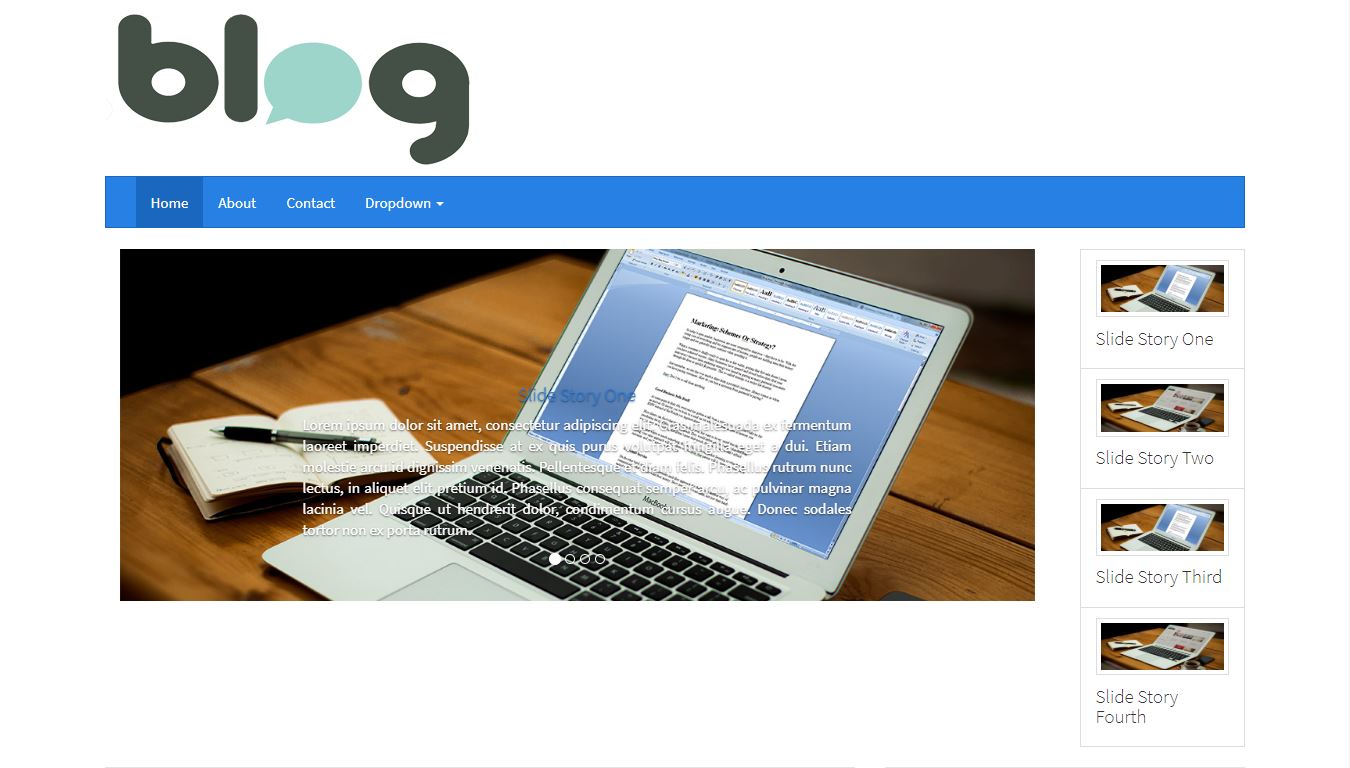 blog
Home About Contact Dropdown
Marketing: Schemes Or Strategy?
Slide Story One
Lorem ipsum dolor sit amet, consectetur adipiscing elit. Cras malesuada ex fermentum
laoreet imperdiet. Suspendisse at ex quis purus volutpat fringilla eget a dui. Etiam
molestie arcu id dignissim venenatis. Pellentesque et diam felis. Phasellus rutrum nunc
lectus, in aliquet elit pretium id. Phasellus consequat semper arcu, ac pulvinar magna
lacinia vel. Quisque ut hendrerit dolor, condimentum cursus augue. Donec sodales
tortor non ex porta rutrum.
Slide Story One
Slide Story Two
Slide Story Third
Slide Story
Fourth